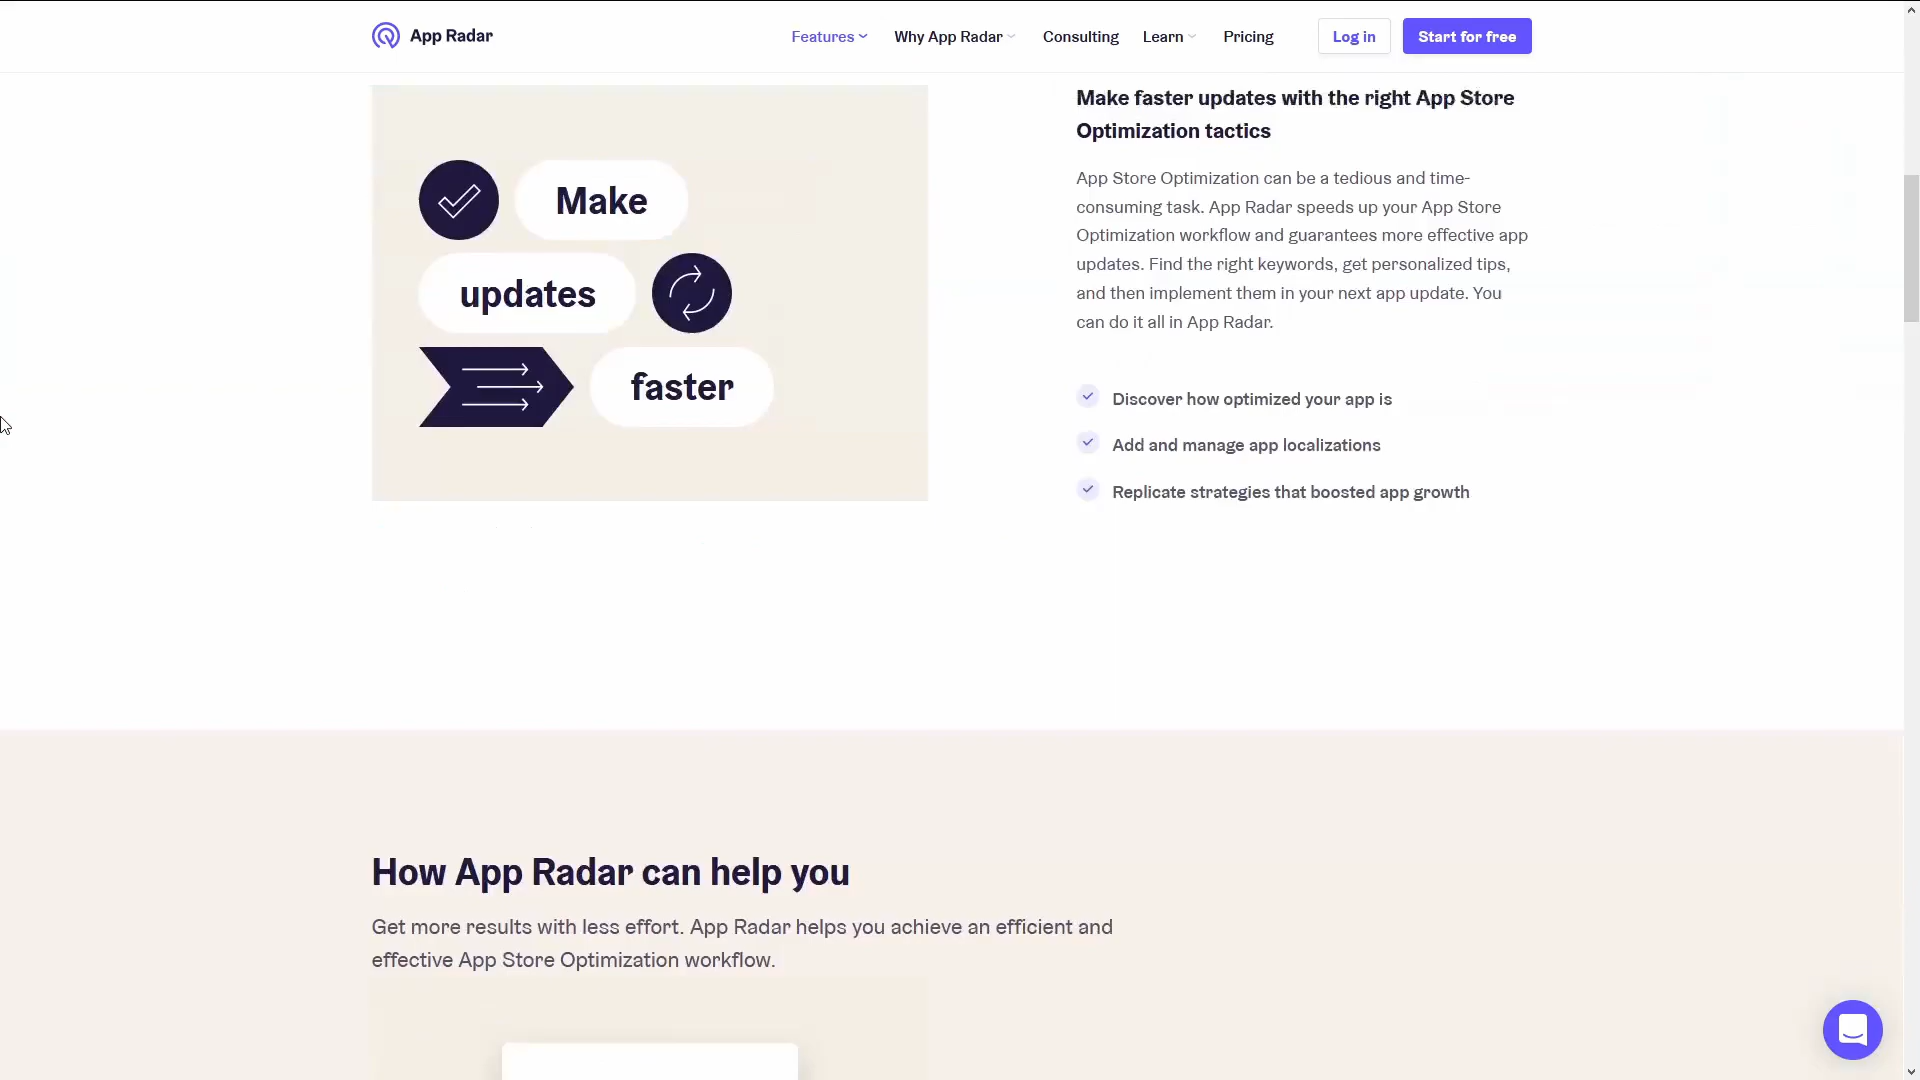 App Radar
Features
Why App Radar
Consulting
Learn
Pricing
Log in
Start for free
Make
updates
faster
Make faster updates with the right App Store
Optimization tactics
App Store Optimization can be a tedious and time-
consuming task. App Radar speeds up your App Store
Optimization workflow and guarantees more effective app
updates. Find the right keywords, get personalized tips,
and then implement them in your next app update. You
can do it all in App Radar.
Discover how optimized your app is
Add and manage app localizations
Replicate strategies that boosted app growth
How App Radar can help you
Get more results with less effort. App Radar helps you achieve an efficient and
effective App Store Optimization workflow.